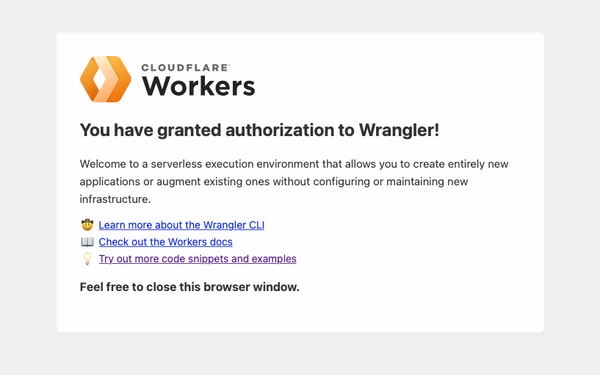 CLOUDFLARE
Workers
You have granted authorization to Wrangler!
Welcome to a serverless execution environment that allows you to create entirely new
applications or augment existing ones without configuring or maintaining new
infrastructure.
🤠 Learn more about the Wrangler CLI
📖 Check out the Workers docs
💡 Try out more code snippets and examples
Feel free to close this browser window.